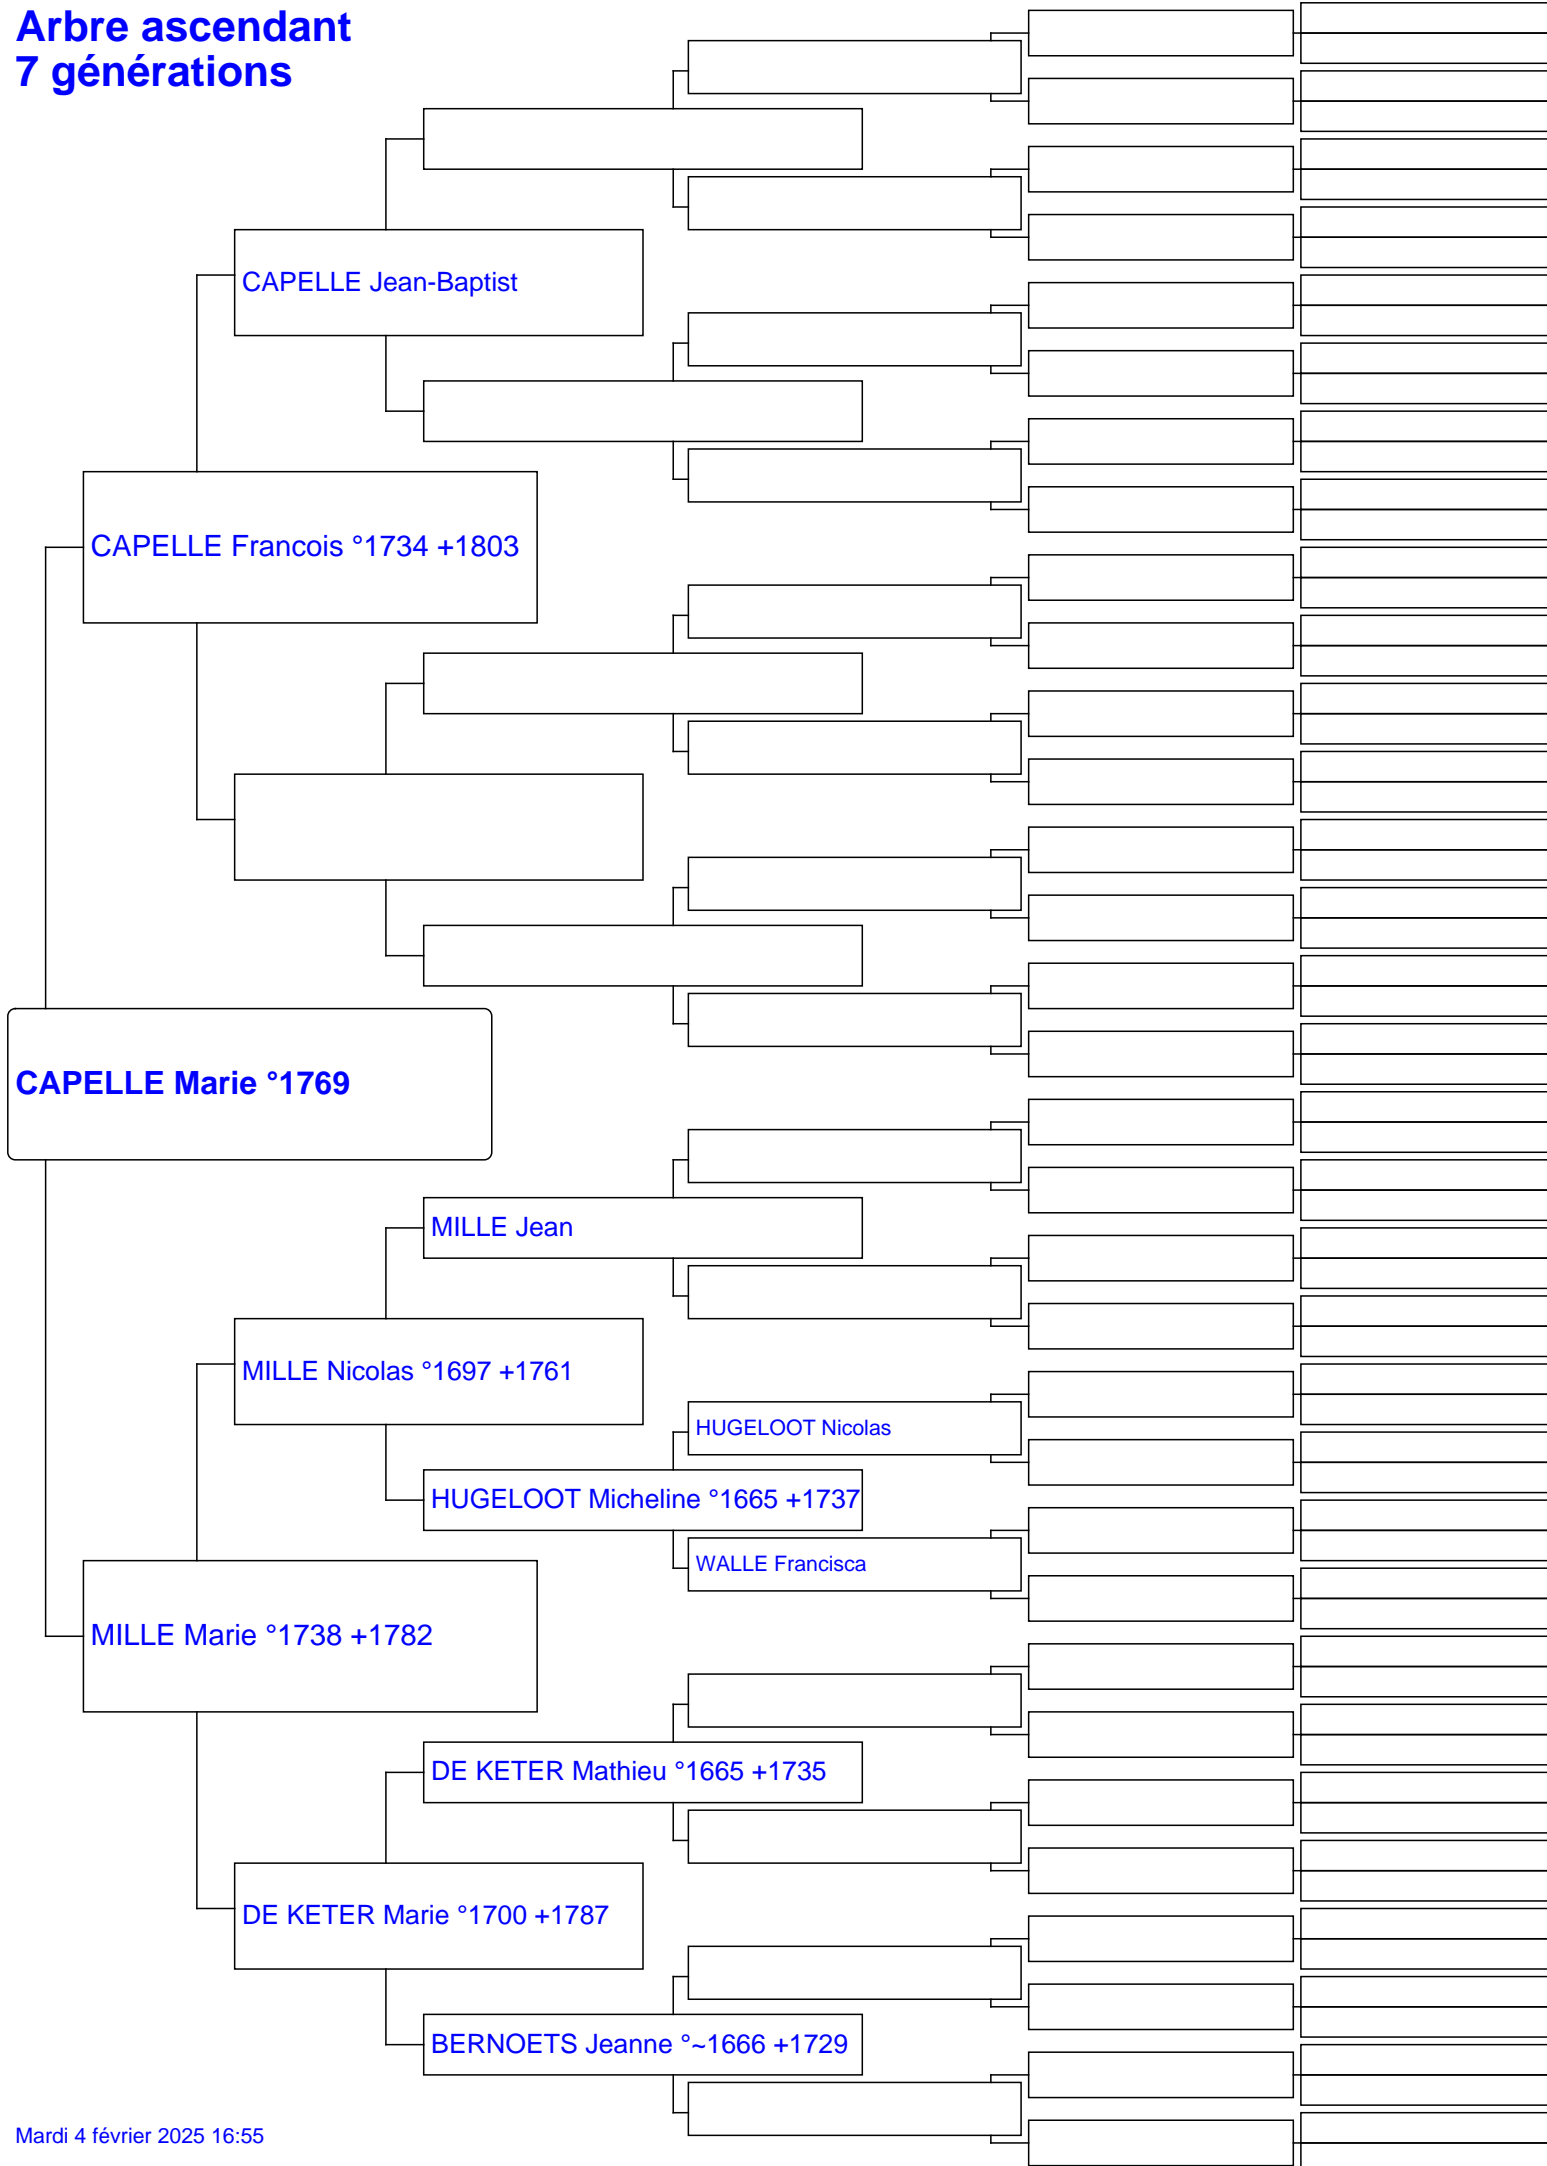 Arbre ascendant
7 générations
CAPELLE Jean-Baptist
CAPELLE Francois °1734 +1803
CAPELLE Marie °1769
MILLE Jean
MILLE Nicolas °1697 +1761
HUGELOOT Nicolas
HUGELOOT Micheline °1665 +1737
WALLE Francisca
MILLE Marie °1738 +1782
DE KETER Mathieu °1665 +1735
DE KETER Marie °1700 +1787
BERNOETS Jeanne °~1666 +1729
Mardi 4 février 2025 16:55